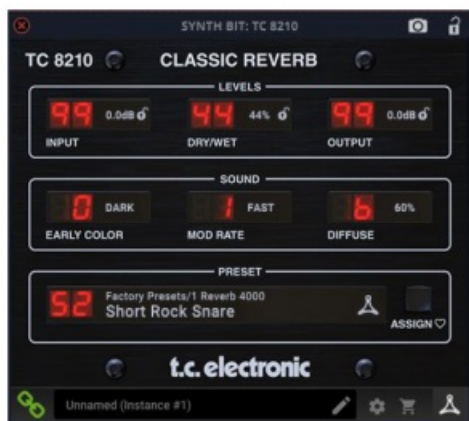 SYNTH BIT: TC 8210
TC 8210 CLASSIC REVERB
LEVELS
99 0.0dB 44 44% 99 0.0dB
INPUT DRY/WET OUTPUT
SOUND
0 DARK 1 FAST 6 60%
EARLY COLOR MOD RATE DIFFUSE
PRESET
52 Factory Presets/1 Reverb 4000
Short Rock Snare
ASSIGN
t.c. electronic
Unnamed (Instance #1)